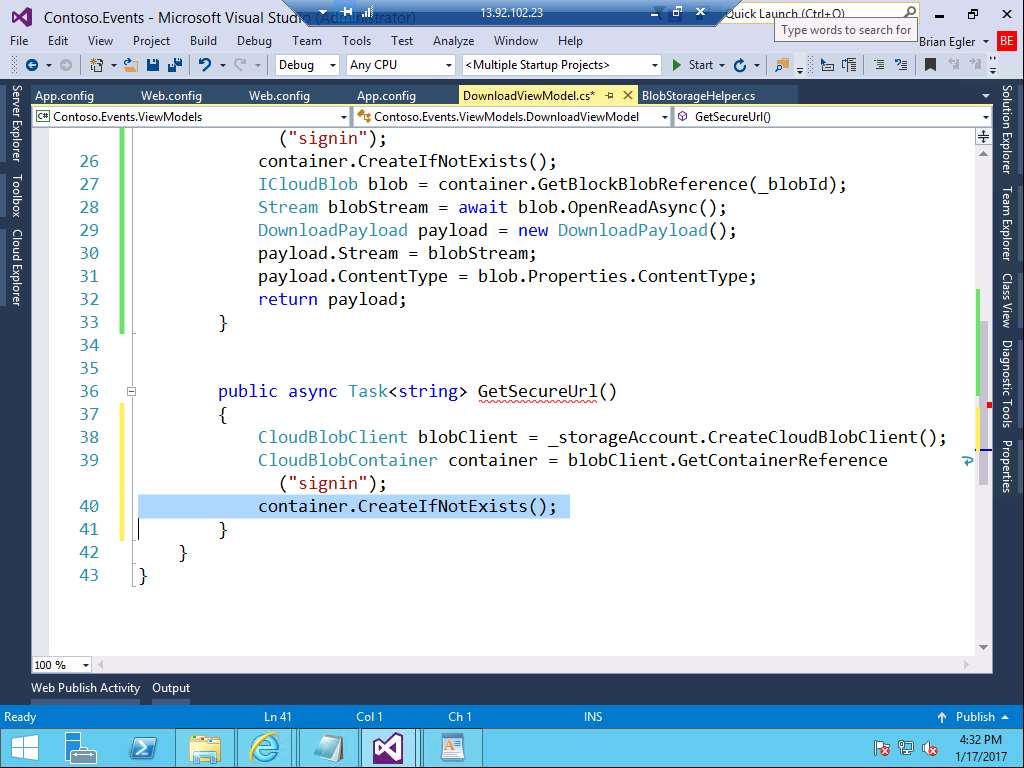 Contoso.Events - Microsoft Visual Studio (Administrator)
13.92.102.23
Quick Launch (Ctrl+Q)
Type words to search for
File Edit View Project Build Debug Team Tools Test Analyze Window Help
Brian Egler
BE
Debug Any CPU <Multiple Startup Projects> Start
App.config Web.config Web.config App.config DownloadViewModel.cs* BlobStorageHelper.cs
C# Contoso.Events.ViewModels Contoso.Events.ViewModels.DownloadViewModel GetSecureUrl()
Server Explorer
Toolbox
Cloud Explorer
("signin");
26 container.CreateIfNotExists();
27 ICloudBlob blob = container.GetBlockBlobReference(_blobId);
28 Stream blobStream = await blob.OpenReadAsync();
29 DownloadPayload payload = new DownloadPayload();
30 payload.Stream = blobStream;
31 payload.ContentType = blob.Properties.ContentType;
32 return payload;
33 }
34
35
36 public async Task<string> GetSecureUrl()
37 {
38 CloudBlobClient blobClient = _storageAccount.CreateCloudBlobClient();
39 CloudBlobContainer container = blobClient.GetContainerReference
("signin");
40 container.CreateIfNotExists();
41 }
42 }
43 }
Solution Explorer
Team Explorer
Class View
Diagnostic Tools
Properties
100 %
Web Publish Activity Output
Ready Ln 41 Col 1 Ch 1 INS Publish
4:32 PM
1/17/2017